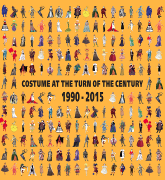 COSTUME AT THE TURN OF THE CENTURY
1990 - 2015